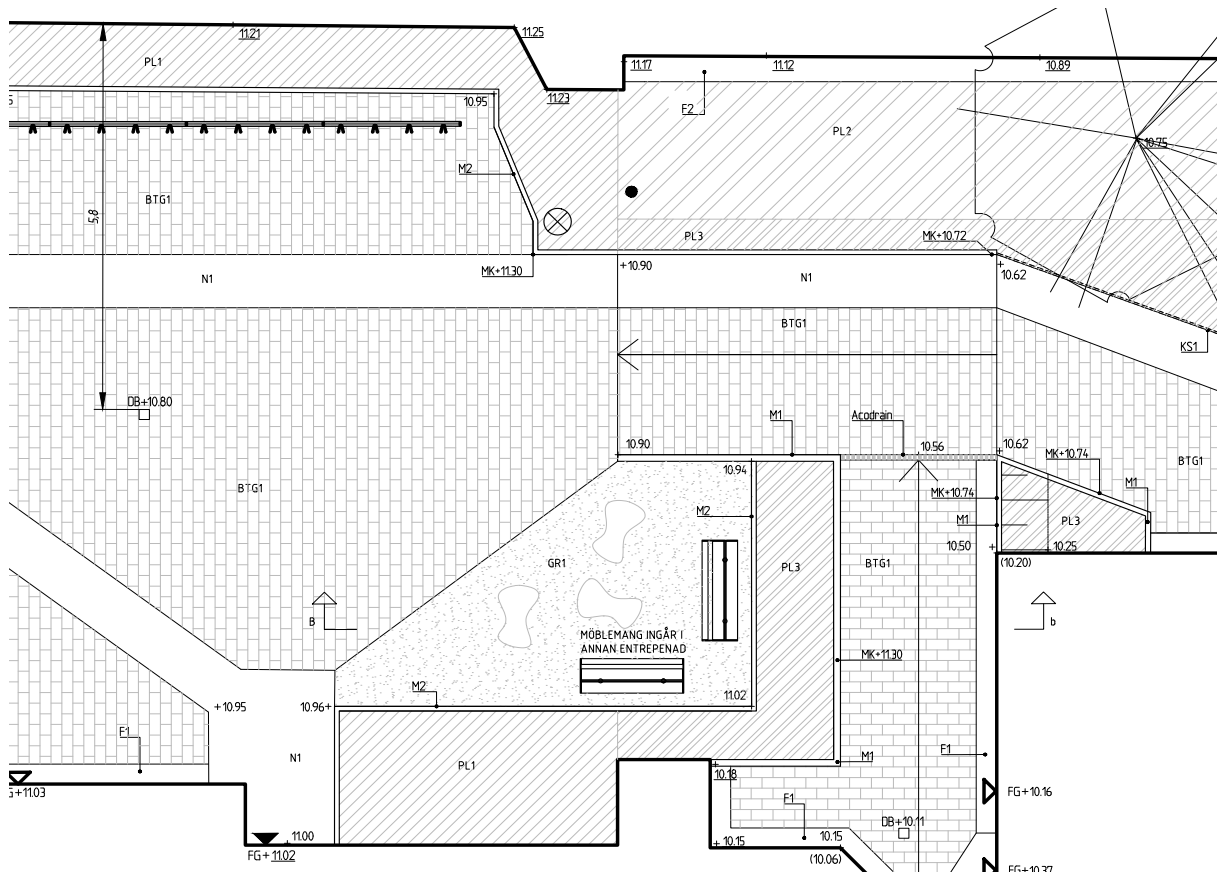 11.21
11.25
PL1
11.17
11.12
10.89
10.95
11.23
F2
PL2
10.75
M2
BTG1
5,8
PL3
MK+10.72
MK+11.30
N1
+10.90
N1
+10.62
BTG1
KS1
DB+10.80
M1
Acodrain
+10.90
10.56
+10.62
MK+10.74
BTG1
BTG1
10.94
M2
MK+10.74
M1
M1
PL3
10.50
10.25
(10.20)
GR1
PL3
BTG1
B
b
MÖBLEMANG INGÅR I
ANNAN ENTREPENAD
MK+11.30
M2
11.02
+10.95
10.96+
F1
N1
PL1
M1
F1
10.18
FG+10.16
+11.03
F1
DB+10.11
11.00
FG+11.02
10.15
10.15
(10.06)
FG+10.37